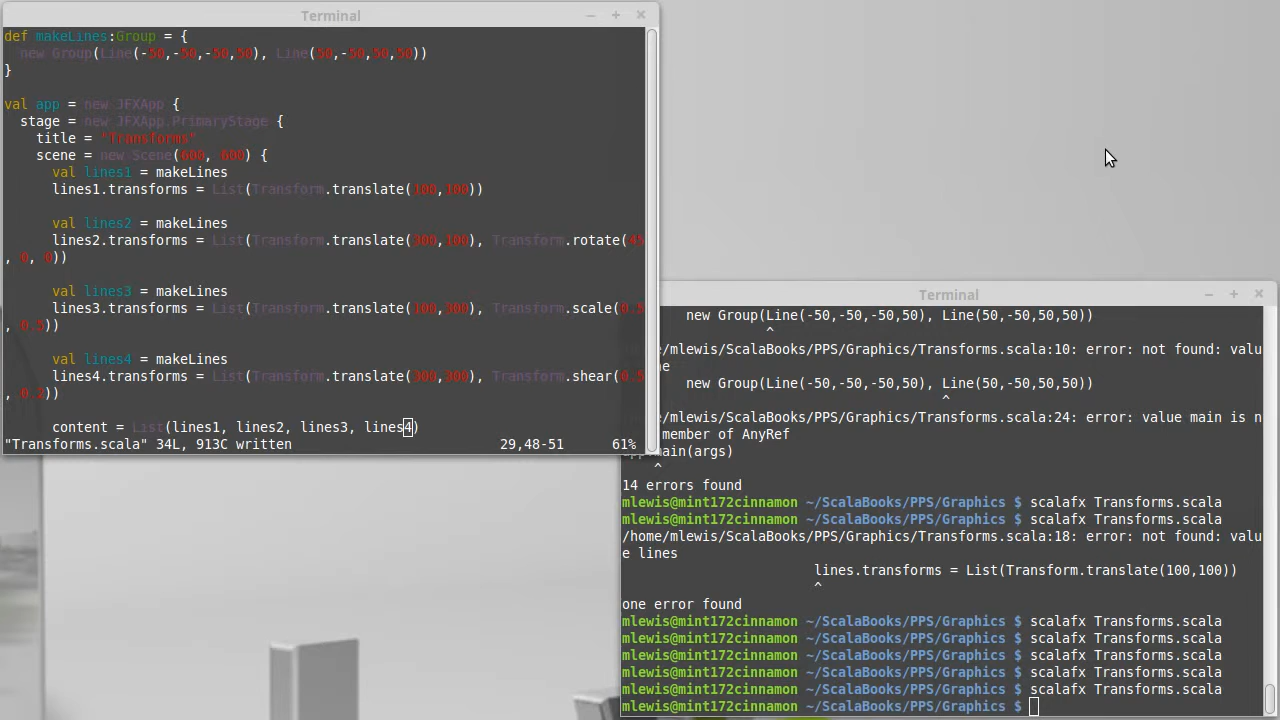 Terminal
def makeLines:Group = {
  new Group(Line(-50,-50,-50,50), Line(50,-50,50,50))
}
val app = new JFXApp {
  stage = new JFXApp.PrimaryStage {
    title = "Transforms"
    scene = new Scene(600, 600) {
      val lines1 = makeLines
      lines1.transforms = List(Transform.translate(100,100))
      val lines2 = makeLines
      lines2.transforms = List(Transform.translate(300,100), Transform.rotate(45
, 0, 0))
      val lines3 = makeLines
      lines3.transforms = List(Transform.translate(100,300), Transform.scale(0.5
, 0.5))
      val lines4 = makeLines
      lines4.transforms = List(Transform.translate(300,300), Transform.shear(0.5
, 0.2))
      content = List(lines1, lines2, lines3, lines4)
"Transforms.scala" 34L, 913C written 29,48-51 61%
Terminal
new Group(Line(-50,-50,-50,50), Line(50,-50,50,50))
^
/mlewis/ScalaBooks/PPS/Graphics/Transforms.scala:10: error: not found: valu
ne
new Group(Line(-50,-50,-50,50), Line(50,-50,50,50))
^
/mlewis/ScalaBooks/PPS/Graphics/Transforms.scala:24: error: value main is n
member of AnyRef
main(args)
^
14 errors found
mlewis@mint172cinnamon ~/ScalaBooks/PPS/Graphics $ scalafx Transforms.scala
mlewis@mint172cinnamon ~/ScalaBooks/PPS/Graphics $ scalafx Transforms.scala
/home/mlewis/ScalaBooks/PPS/Graphics/Transforms.scala:18: error: not found: valu
e lines
lines.transforms = List(Transform.translate(100,100))
^
one error found
mlewis@mint172cinnamon ~/ScalaBooks/PPS/Graphics $ scalafx Transforms.scala
mlewis@mint172cinnamon ~/ScalaBooks/PPS/Graphics $ scalafx Transforms.scala
mlewis@mint172cinnamon ~/ScalaBooks/PPS/Graphics $ scalafx Transforms.scala
mlewis@mint172cinnamon ~/ScalaBooks/PPS/Graphics $ scalafx Transforms.scala
mlewis@mint172cinnamon ~/ScalaBooks/PPS/Graphics $ scalafx Transforms.scala
mlewis@mint172cinnamon ~/ScalaBooks/PPS/Graphics $